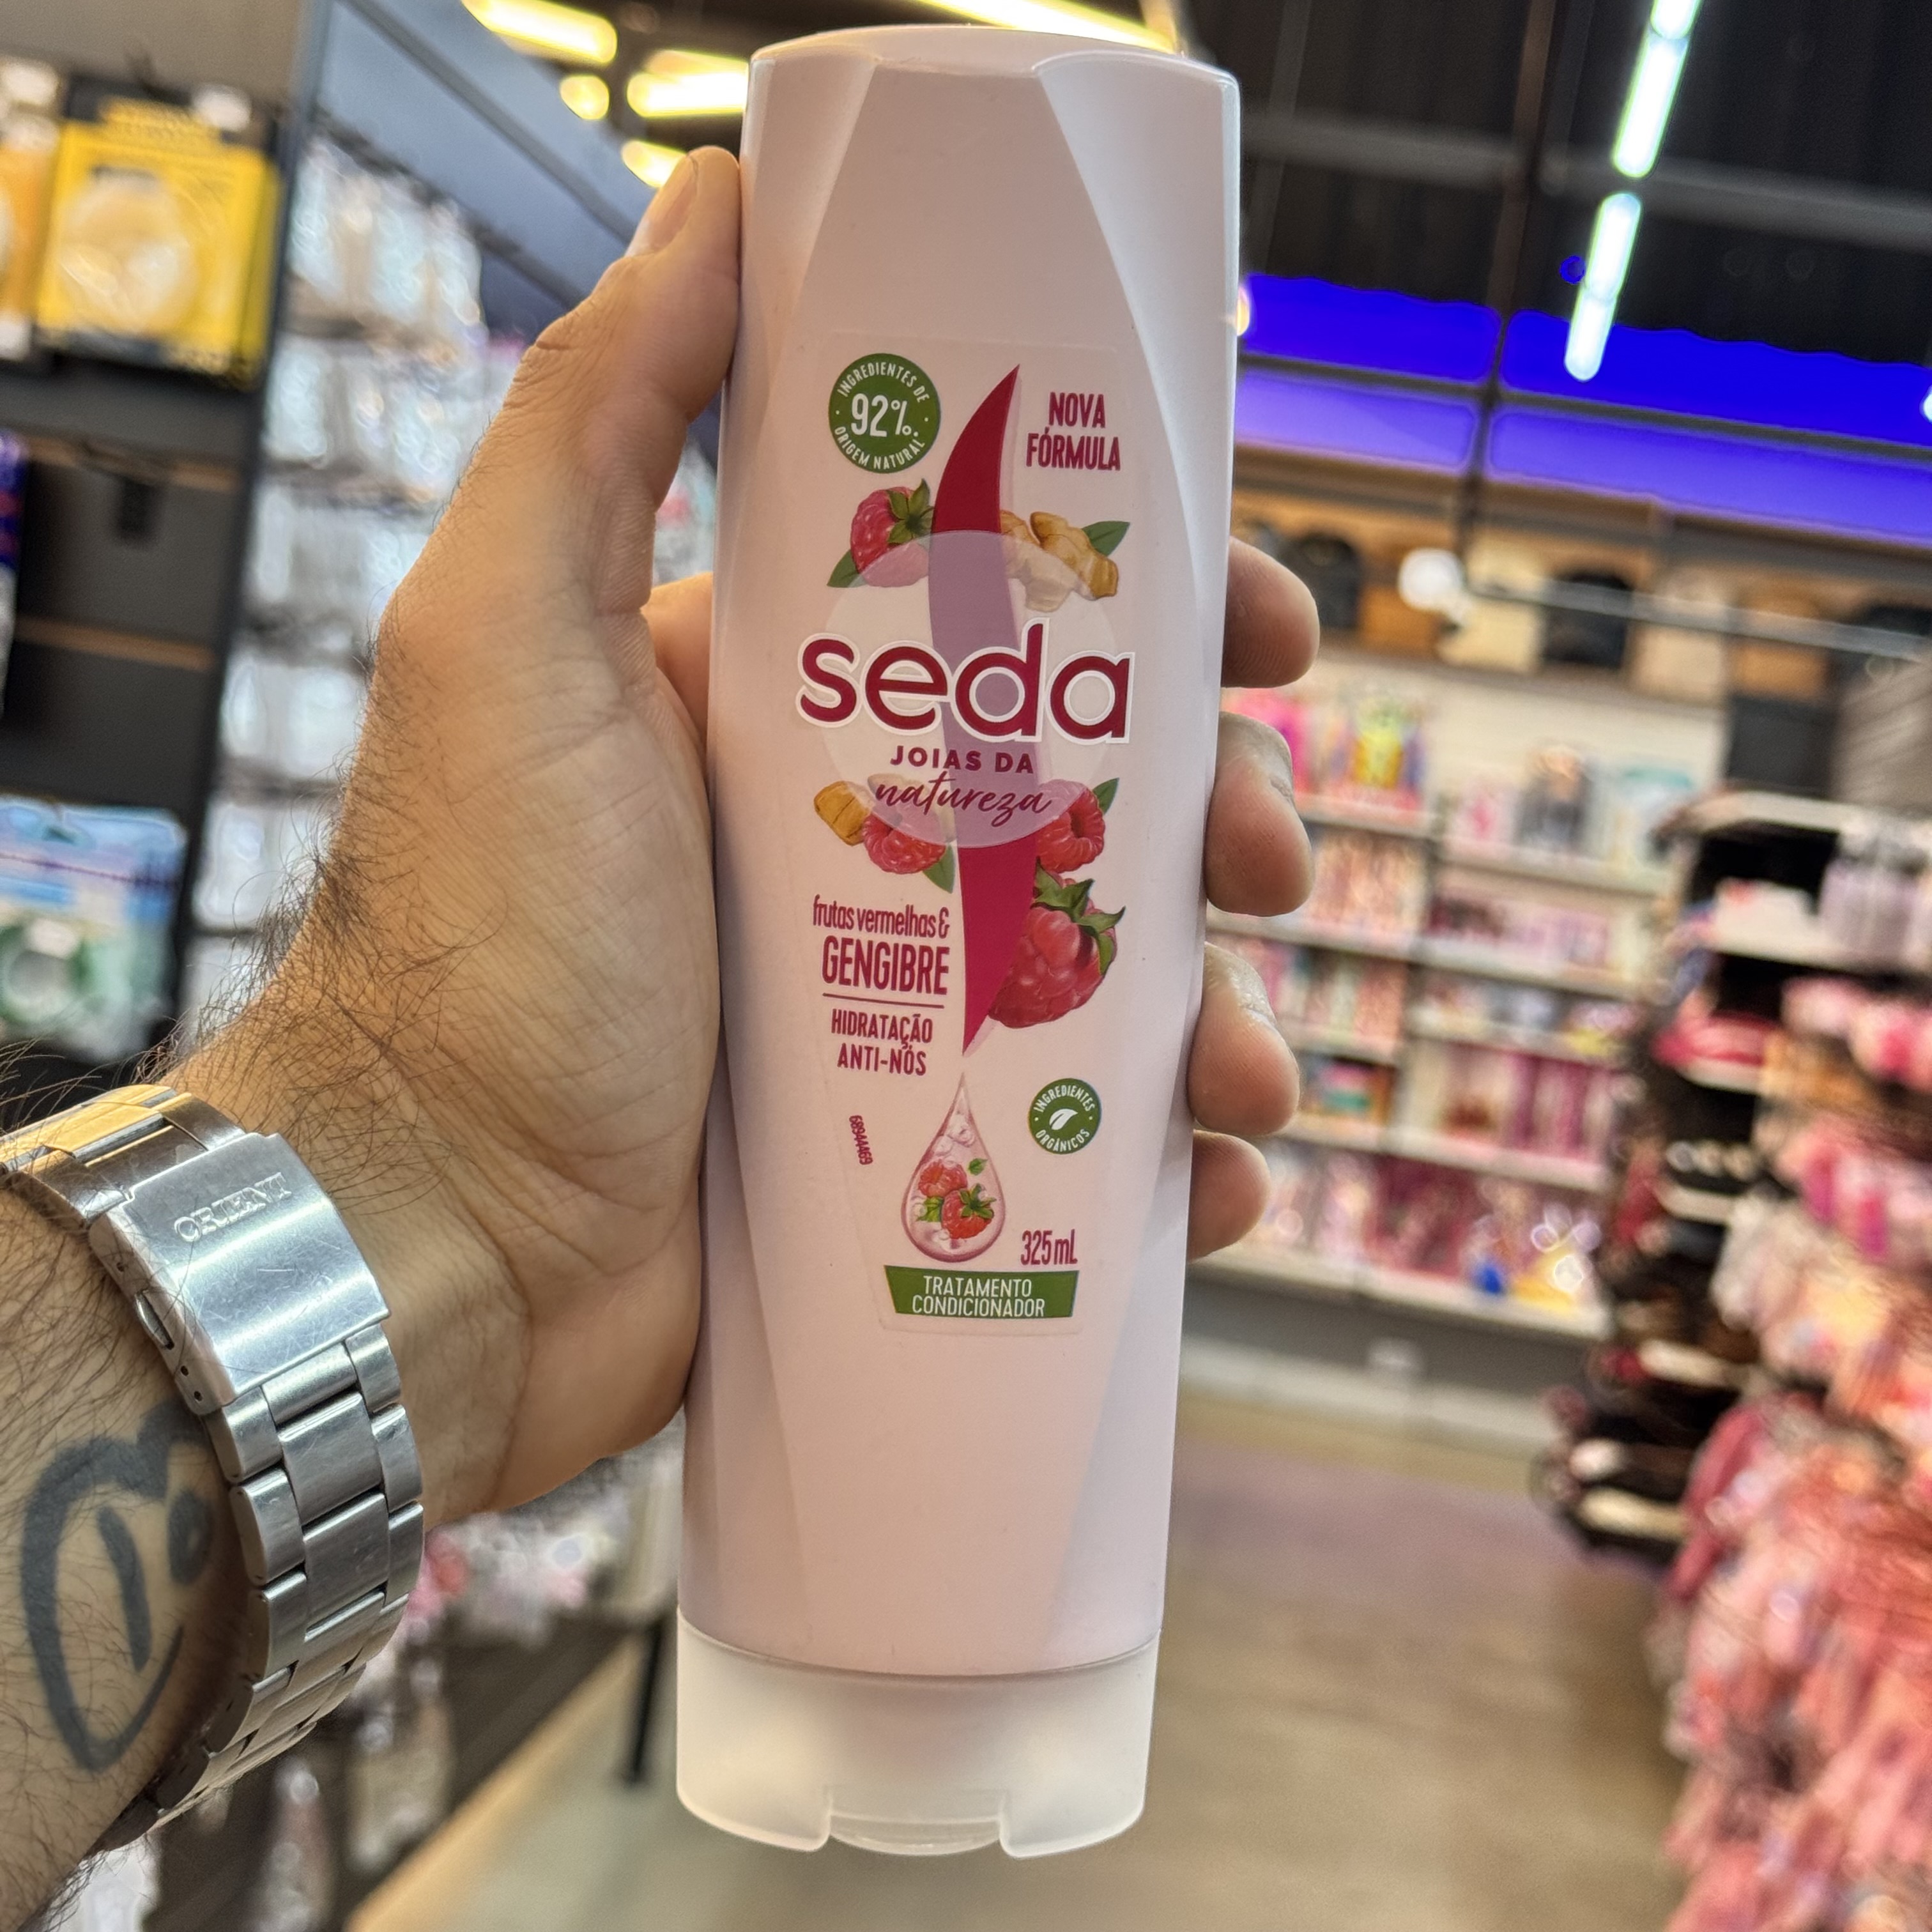 INGREDIENTES DE
92%
ORIGEM NATURAL
NOVA
FÓRMULA
seda
JOIAS DA
natureza
frutas vermelhas &
GENGIBRE
HIDRATAÇÃO
ANTI-NÓS
INGREDIENTES
ORGÂNICOS
68944469
325mL
TRATAMENTO
CONDICIONADOR
ORIENT